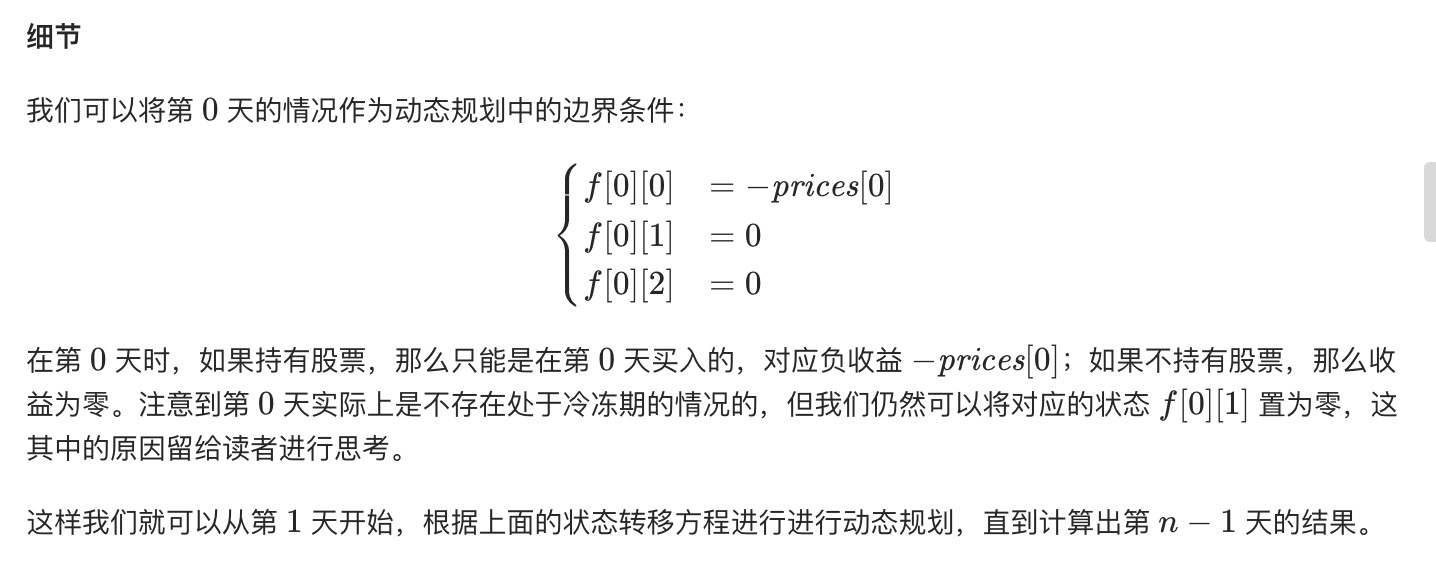 细节
我们可以将第 0 天的情况作为动态规划中的边界条件：
f[0][0] = −prices[0]
f[0][1] = 0
f[0][2] = 0
在第 0 天时，如果持有股票，那么只能是在第 0 天买入的，对应负收益 −prices[0]；如果不持有股票，那么收
益为零。注意到第 0 天实际上是不存在处于冷冻期的情况的，但我们仍然可以将对应的状态 f[0][1] 置为零，这
其中的原因留给读者进行思考。
这样我们就可以从第 1 天开始，根据上面的状态转移方程进行进行动态规划，直到计算出第 n − 1 天的结果。